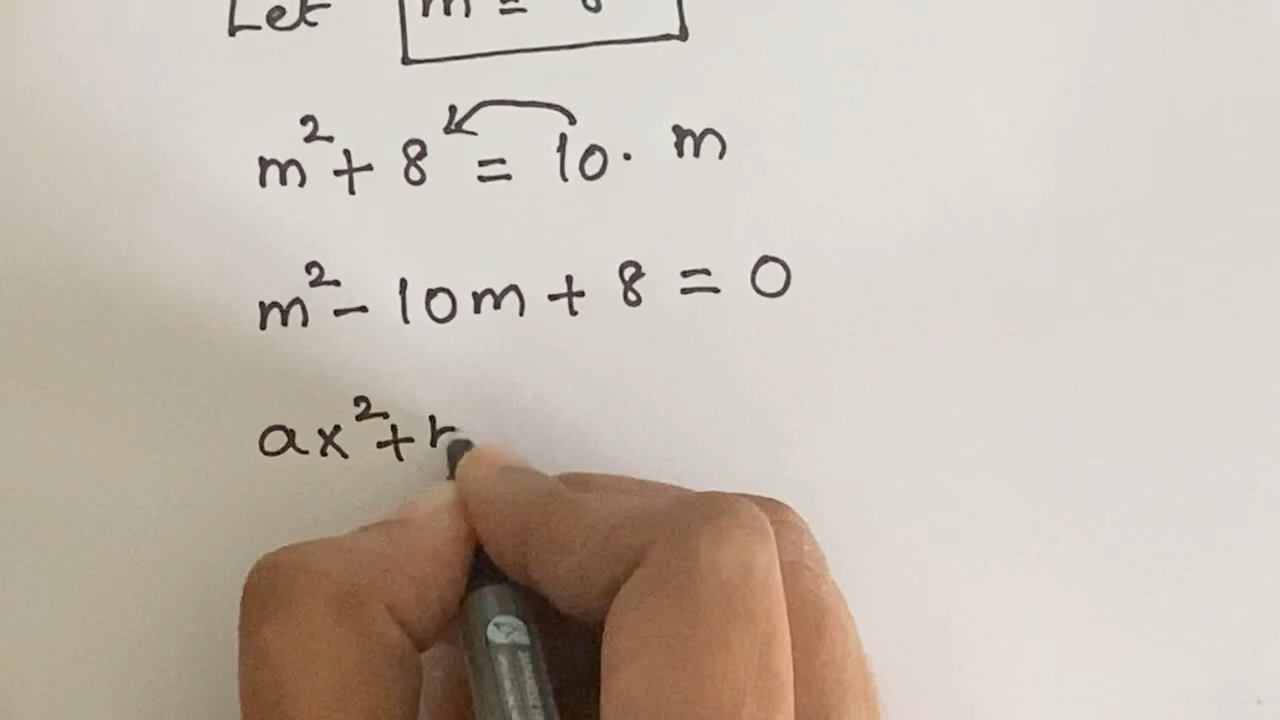 Let m =
m² + 8 = 10 · m
m² - 10m + 8 = 0
ax² +